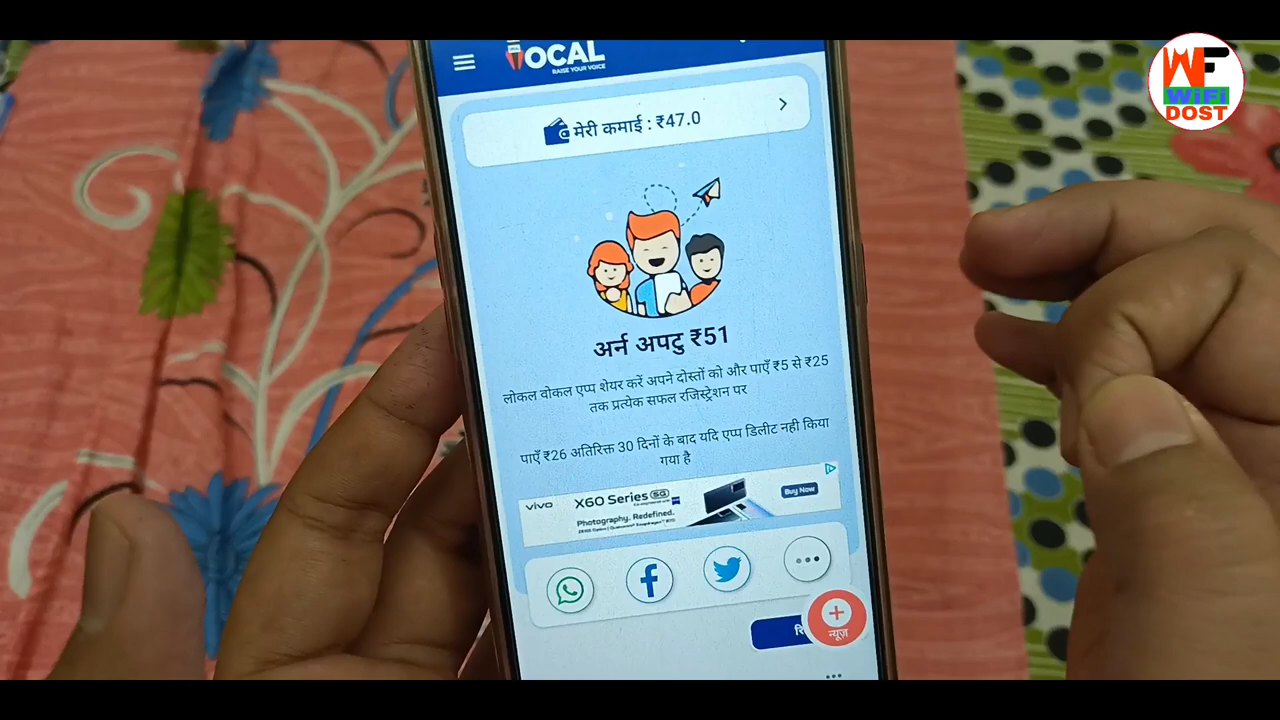 VOCAL
RAISE YOUR VOICE
WF
WiFi
DOST
मेरी कमाई : ₹47.0
अर्न अपटु ₹51
लोकल वोकल एप्प शेयर करें अपने दोस्तों को और पाएँ ₹5 से ₹25
तक प्रत्येक सफल रजिस्ट्रेशन पर
पाएँ ₹26 अतिरिक्त 30 दिनों के बाद यदि एप्प डिलीट नही किया
गया है
vivo X60 Series 5G
Photography. Redefined.
Buy Now
न्यूज़